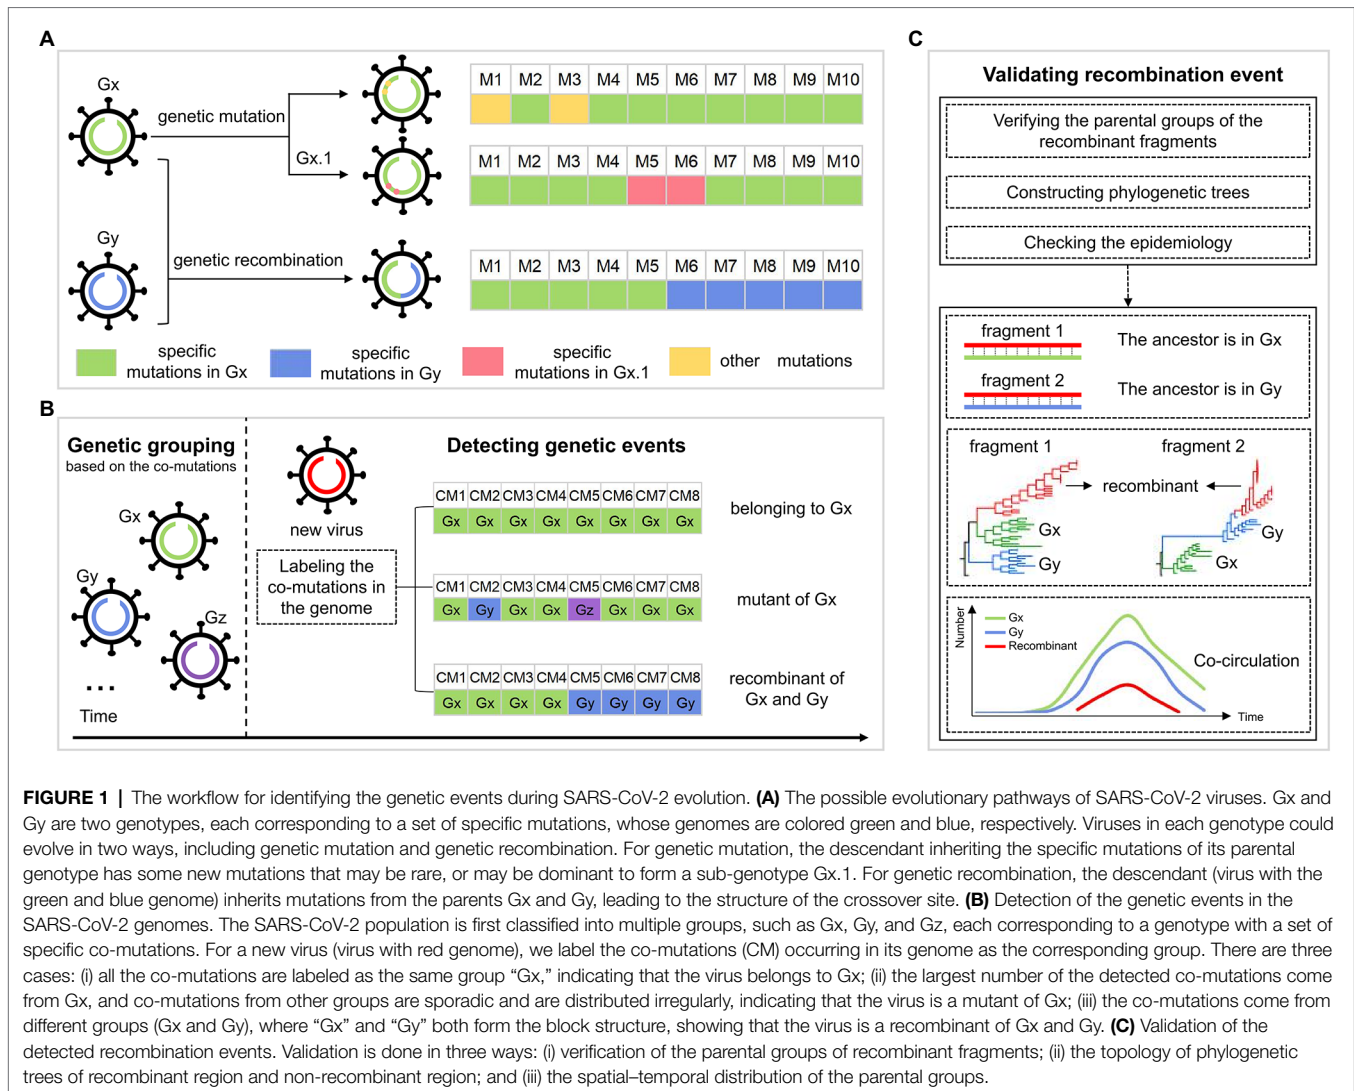 A
Gx
genetic mutation
Gx.1
M1 M2 M3 M4 M5 M6 M7 M8 M9 M10
M1 M2 M3 M4 M5 M6 M7 M8 M9 M10
Gy
genetic recombination
M1 M2 M3 M4 M5 M6 M7 M8 M9 M10
specific
mutations in Gx
specific
mutations in Gy
specific
mutations in Gx.1
other mutations
B
Genetic grouping
based on the co-mutations
Gx
Gy
Gz
...
Time
Detecting genetic events
new virus
Labeling the
co-mutations in
the genome
CM1 CM2 CM3 CM4 CM5 CM6 CM7 CM8
Gx Gx Gx Gx Gx Gx Gx Gx
belonging to Gx
CM1 CM2 CM3 CM4 CM5 CM6 CM7 CM8
Gx Gy Gx Gx Gz Gx Gx Gx
mutant of Gx
CM1 CM2 CM3 CM4 CM5 CM6 CM7 CM8
Gx Gx Gx Gx Gy Gy Gy Gy
recombinant of
Gx and Gy
C
Validating recombination event
Verifying the parental groups of the
recombinant fragments
Constructing phylogenetic trees
Checking the epidemiology
fragment 1
The ancestor is in Gx
fragment 2
The ancestor is in Gy
fragment 1
fragment 2
recombinant
Gx
Gy
Gy
Gx
Number
Gx
Gy
Recombinant
Co-circulation
Time
FIGURE 1 | The workflow for identifying the genetic events during SARS-CoV-2 evolution. (A) The possible evolutionary pathways of SARS-CoV-2 viruses. Gx and
Gy are two genotypes, each corresponding to a set of specific mutations, whose genomes are colored green and blue, respectively. Viruses in each genotype could
evolve in two ways, including genetic mutation and genetic recombination. For genetic mutation, the descendant inheriting the specific mutations of its parental
genotype has some new mutations that may be rare, or may be dominant to form a sub-genotype Gx.1. For genetic recombination, the descendant (virus with the
green and blue genome) inherits mutations from the parents Gx and Gy, leading to the structure of the crossover site. (B) Detection of the genetic events in the
SARS-CoV-2 genomes. The SARS-CoV-2 population is first classified into multiple groups, such as Gx, Gy, and Gz, each corresponding to a genotype with a set of
specific co-mutations. For a new virus (virus with red genome), we label the co-mutations (CM) occurring in its genome as the corresponding group. There are three
cases: (i) all the co-mutations are labeled as the same group “Gx,” indicating that the virus belongs to Gx; (ii) the largest number of the detected co-mutations come
from Gx, and co-mutations from other groups are sporadic and are distributed irregularly, indicating that the virus is a mutant of Gx; (iii) the co-mutations come from
different groups (Gx and Gy), where “Gx” and “Gy” both form the block structure, showing that the virus is a recombinant of Gx and Gy. (C) Validation of the
detected recombination events. Validation is done in three ways: (i) verification of the parental groups of recombinant fragments; (ii) the topology of phylogenetic
trees of recombinant region and non-recombinant region; and (iii) the spatial–temporal distribution of the parental groups.